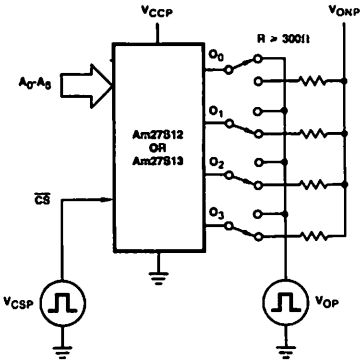 VCCP
VONP
R > 300Ω
A0-A8
O0
O1
Am27S12
OR
Am27S13
O2
CS
O3
VCSP
VOP